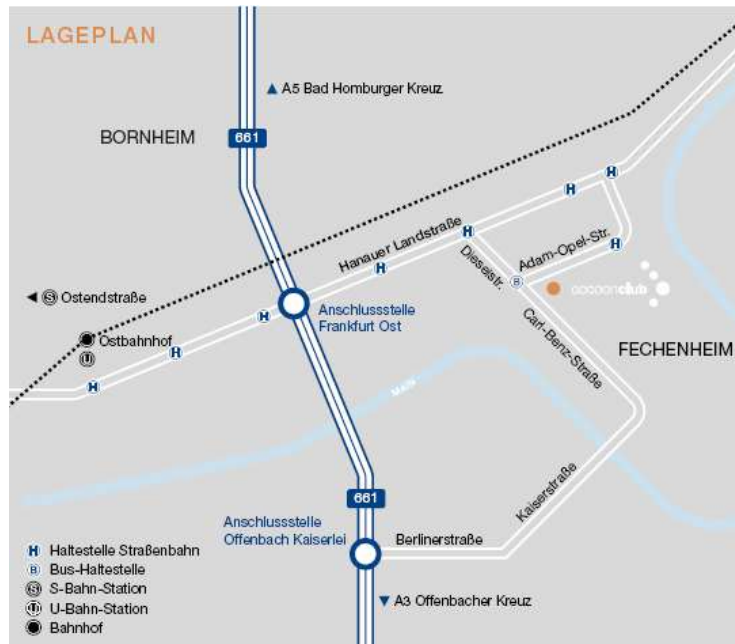 LAGEPLAN
A5 Bad Homburger Kreuz
BORNHEIM
661
H
H
Hanauer Landstraße
H
Adam-Opel-Str.
H
Dieselstr.
H
B
cocoonclub
S Ostendstraße
Anschlussstelle
Frankfurt Ost
H
Ostbahnhof
U
H
Carl-Benz-Straße
FECHENHEIM
H
MAIN
661
Kaiserstraße
Anschlussstelle
Offenbach Kaiserlei
Berlinerstraße
H Haltestelle Straßenbahn
B Bus-Haltestelle
S S-Bahn-Station
U U-Bahn-Station
Bahnhof
A3 Offenbacher Kreuz